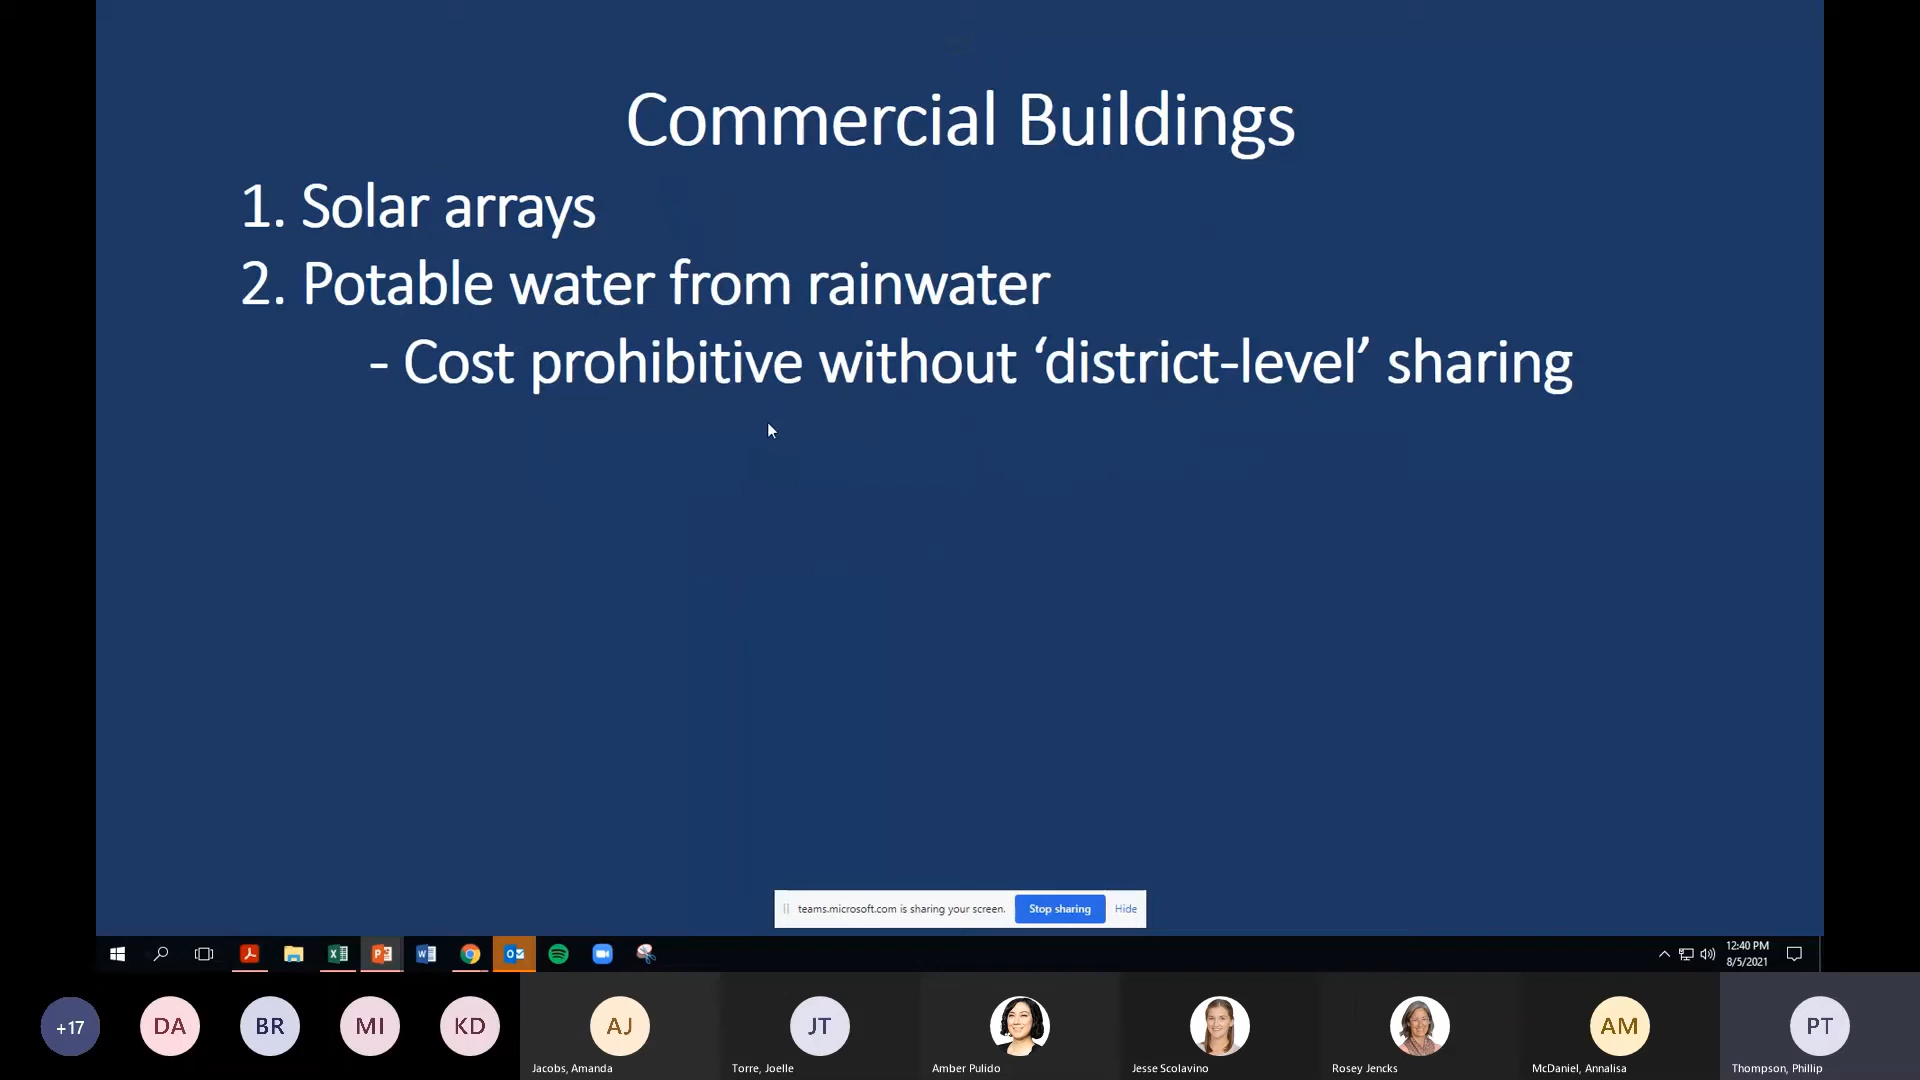 Commercial Buildings
1. Solar arrays
2. Potable water from rainwater
- Cost prohibitive without ‘district-level’ sharing
teams.microsoft.com is sharing your screen.
Stop sharing
Hide
12:40 PM
8/5/2021
+17
DA
BR
MI
KD
AJ
JT
AM
PT
Jacobs, Amanda
Torre, Joelle
Amber Pulido
Jesse Scolavino
Rosey Jencks
McDaniel, Annalisa
Thompson, Phillip